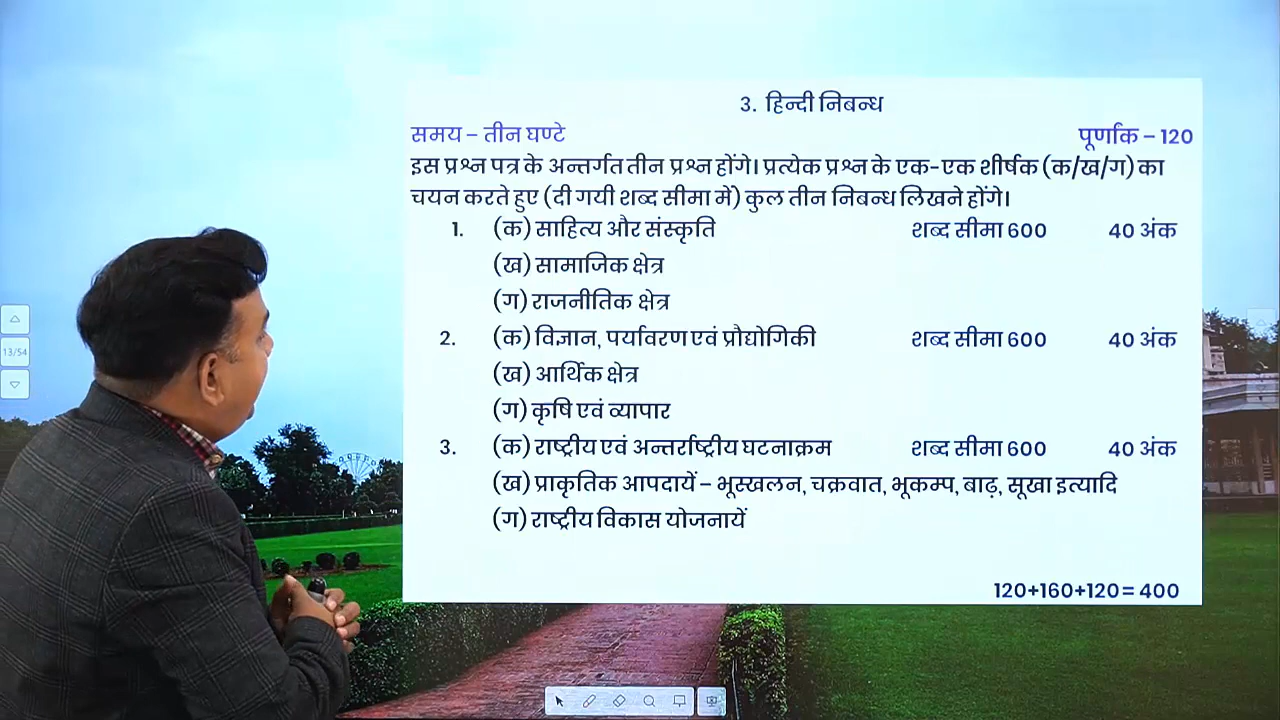 3. हिन्दी निबन्ध
समय – तीन घण्टे पूर्णाक – 120
इस प्रश्न पत्र के अन्तर्गत तीन प्रश्न होंगे। प्रत्येक प्रश्न के एक-एक शीर्षक (क/ख/ग) का
चयन करते हुए (दी गयी शब्द सीमा में) कुल तीन निबन्ध लिखने होंगे।
1. (क) साहित्य और संस्कृति शब्द सीमा 600 40 अंक
(ख) सामाजिक क्षेत्र
(ग) राजनीतिक क्षेत्र
2. (क) विज्ञान, पर्यावरण एवं प्रौद्योगिकी शब्द सीमा 600 40 अंक
(ख) आर्थिक क्षेत्र
13/54
(ग) कृषि एवं व्यापार
3. (क) राष्ट्रीय एवं अन्तर्राष्ट्रीय घटनाक्रम शब्द सीमा 600 40 अंक
(ख) प्राकृतिक आपदायें – भूस्खलन, चक्रवात, भूकम्प, बाढ़, सूखा इत्यादि
(ग) राष्ट्रीय विकास योजनायें
120+160+120= 400